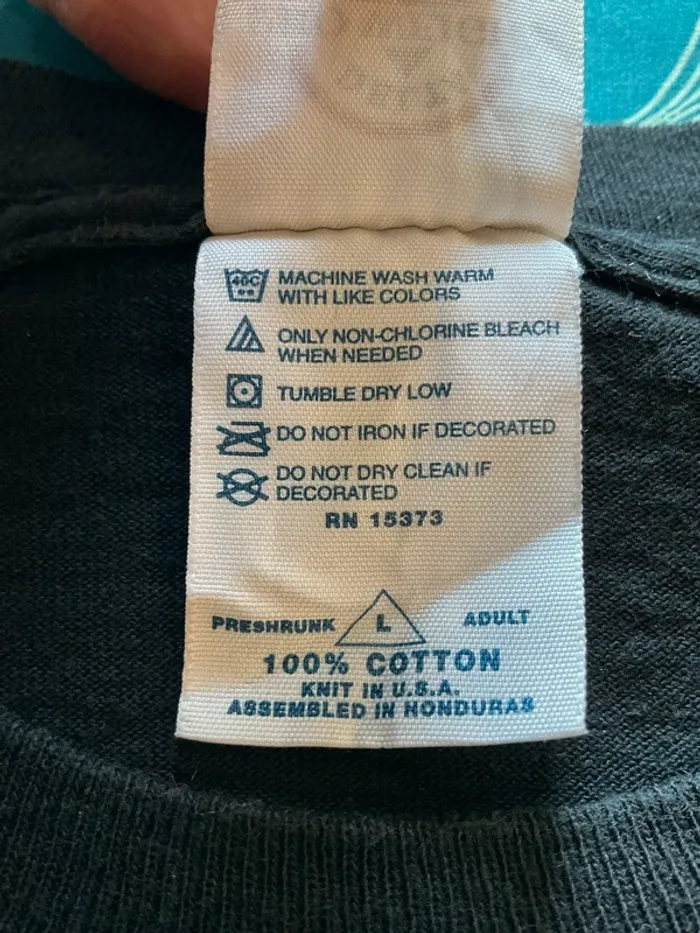 40C
MACHINE WASH WARM
WITH LIKE COLORS
ONLY NON-CHLORINE BLEACH
WHEN NEEDED
TUMBLE DRY LOW
DO NOT IRON IF DECORATED
DO NOT DRY CLEAN IF
DECORATED
RN 15373
PRESHRUNK L ADULT
100% COTTON
KNIT IN U.S.A.
ASSEMBLED IN HONDURAS